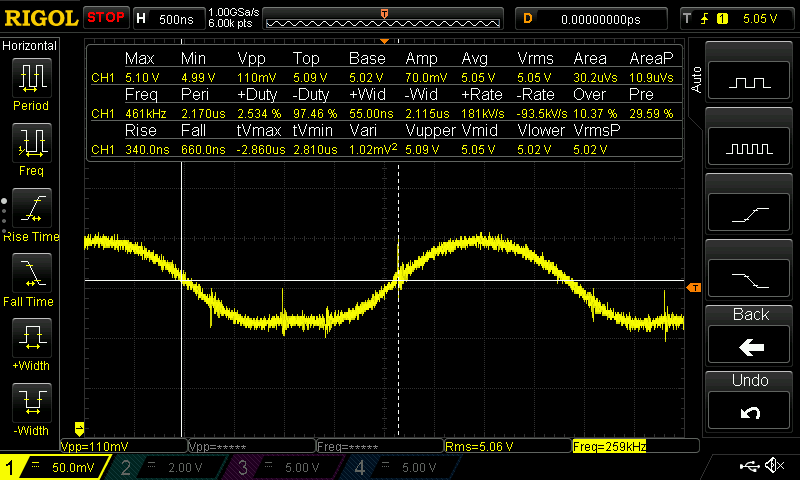 RIGOL STOP H 500ns 1.00GSa/s 6.00k pts T D 0.00000000ps T 1 5.05 V
Horizontal
Period
Freq
Rise Time
Fall Time
+Width
-Width
Max Min Vpp Top Base Amp Avg Vrms Area AreaP
CH1 5.10 V 4.99 V 110mV 5.09 V 5.02 V 70.0mV 5.05 V 5.05 V 30.2uVs 10.9uVs
Freq Peri +Duty -Duty +Wid -Wid +Rate -Rate Over Pre
CH1 461kHz 2.170us 2.534 % 97.46 % 55.00ns 2.115us 181kV/s -93.5kV/s 10.37 % 29.59 %
Rise Fall tVmax tVmin Vari Vupper Vmid Vlower VrmsP
CH1 340.0ns 660.0ns -2.860us 2.810us 1.02mV² 5.09 V 5.05 V 5.02 V 5.02 V
T
Auto
Back
Undo
Vpp=110mV Vpp=***** Freq=***** Rms=5.06 V Freq=259kHz
1 50.0mV 2 2.00 V 3 5.00 V 4 5.00 V